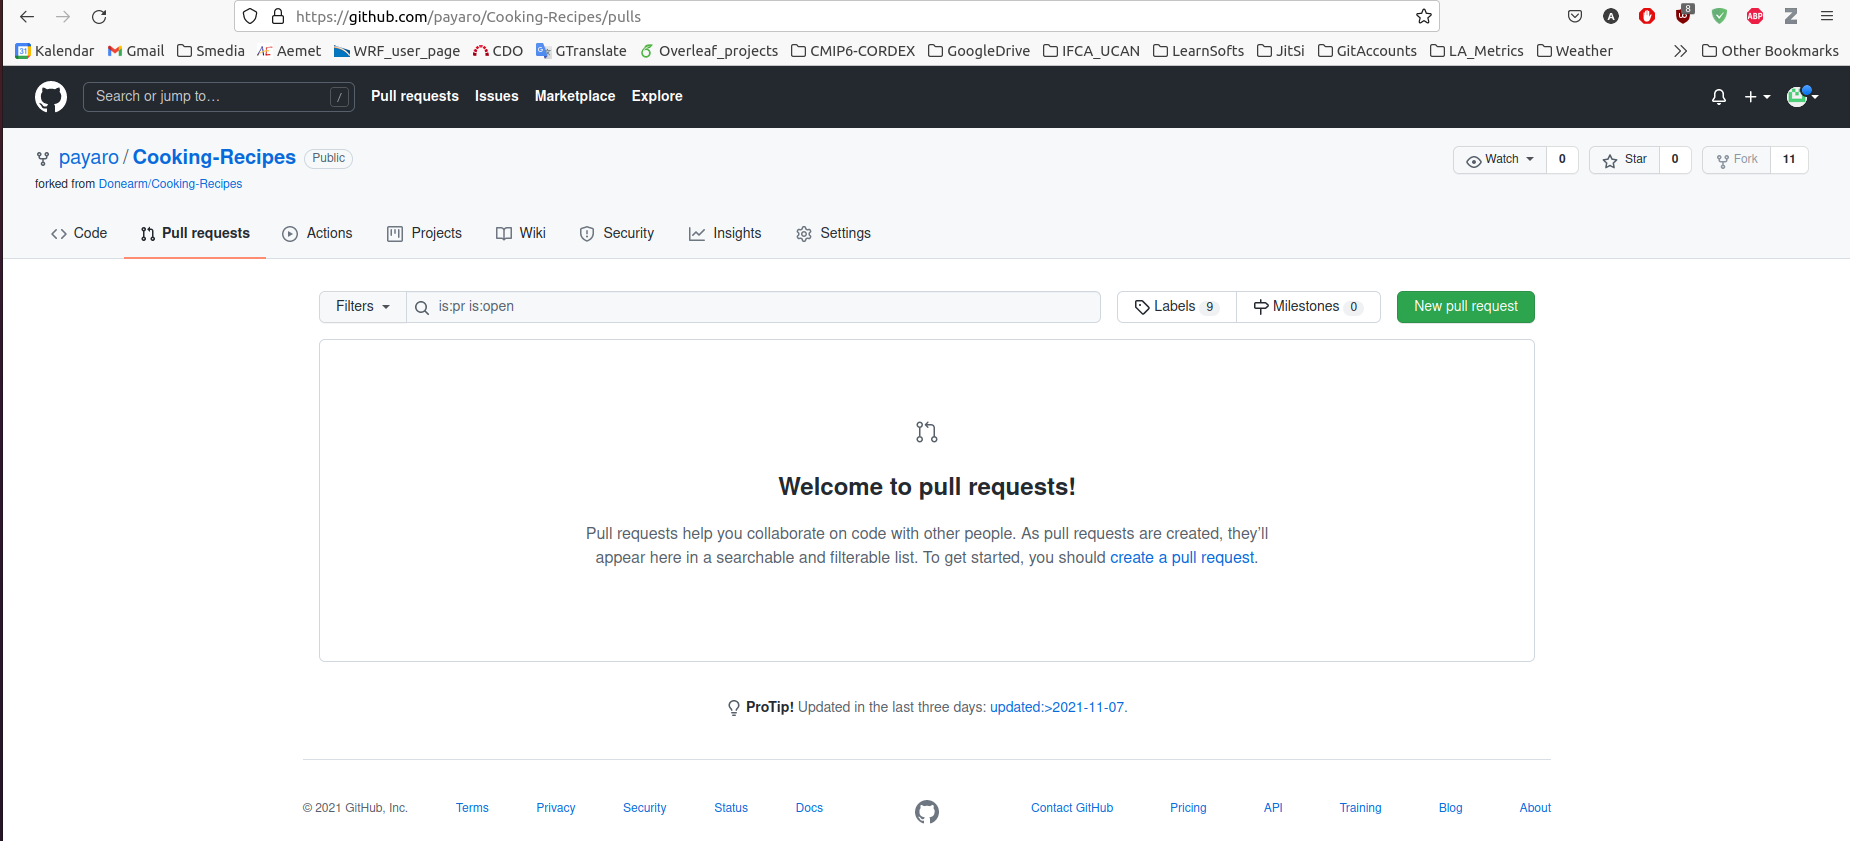 https://github.com/payaro/Cooking-Recipes/pulls A 8 ABP Z
31 Kalendar Gmail Smedia AE Aemet WRF_user_page CDO GTranslate Overleaf_projects CMIP6-CORDEX GoogleDrive IFCA_UCAN LearnSofts JitSi GitAccounts LA_Metrics Weather Other Bookmarks
Search or jump to… / Pull requests Issues Marketplace Explore
payaro / Cooking-Recipes Public Watch 0 Star 0 Fork 11
forked from Donearm/Cooking-Recipes
Code Pull requests Actions Projects Wiki Security Insights Settings
Filters is:pr is:open Labels 9 Milestones 0 New pull request
Welcome to pull requests!
Pull requests help you collaborate on code with other people. As pull requests are created, they’ll
appear here in a searchable and filterable list. To get started, you should create a pull request.
ProTip! Updated in the last three days: updated:>2021-11-07.
© 2021 GitHub, Inc. Terms Privacy Security Status Docs Contact GitHub Pricing API Training Blog About